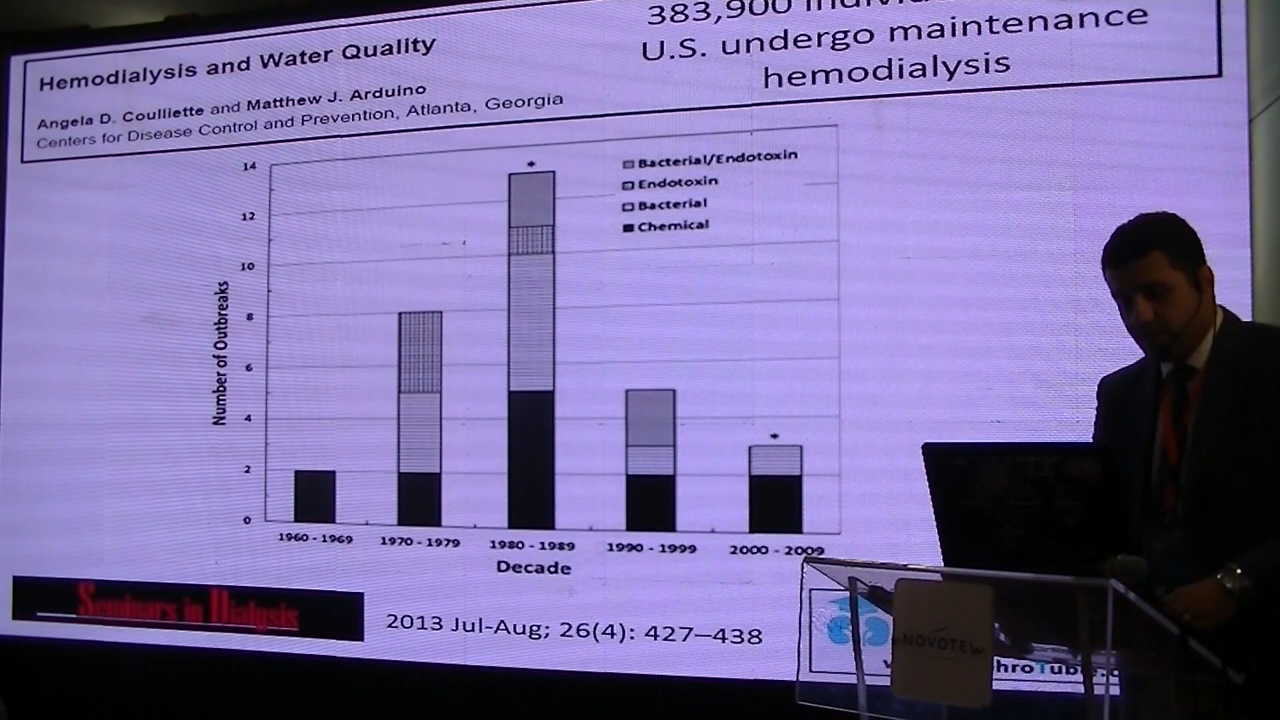 Hemodialysis and Water Quality
Angela D. Coulliette and Matthew J. Arduino
Centers for Disease Control and Prevention, Atlanta, Georgia
383,900
U.S. undergo maintenance
hemodialysis
Number of Outbreaks
14
12
10
8
6
4
2
0
*
*
Bacterial/Endotoxin
Endotoxin
Bacterial
Chemical
1960 - 1969
1970 - 1979
1980 - 1989
1990 - 1999
2000 - 2009
Decade
Seminars in Dialysis
2013 Jul-Aug; 26(4): 427–438
NOVOTEL